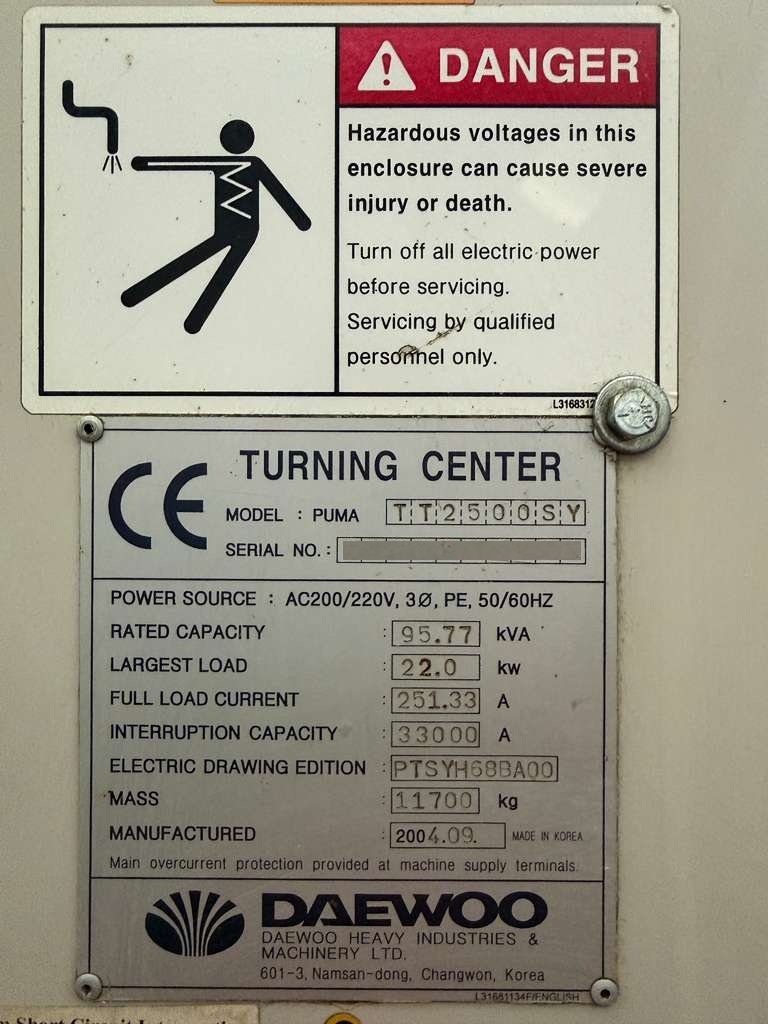 DANGER
Hazardous voltages in this
enclosure can cause severe
injury or death.
Turn off all electric power
before servicing.
Servicing by qualified
personnel only.
L3168312
CE TURNING CENTER
MODEL : PUMA TT2500SY
SERIAL NO. :
POWER SOURCE : AC200/220V, 3Ø, PE, 50/60HZ
RATED CAPACITY : 95.77 kVA
LARGEST LOAD : 22.0 kw
FULL LOAD CURRENT : 251.33 A
INTERRUPTION CAPACITY : 33000 A
ELECTRIC DRAWING EDITION : PTSYH68BA00
MASS : 11700 kg
MANUFACTURED : 2004.09. MADE IN KOREA
Main overcurrent protection provided at machine supply terminals.
DAEWOO
DAEWOO HEAVY INDUSTRIES &
MACHINERY LTD.
601-3, Namsan-dong, Changwon, Korea
L31681134F/ENGLISH
Short Circuit